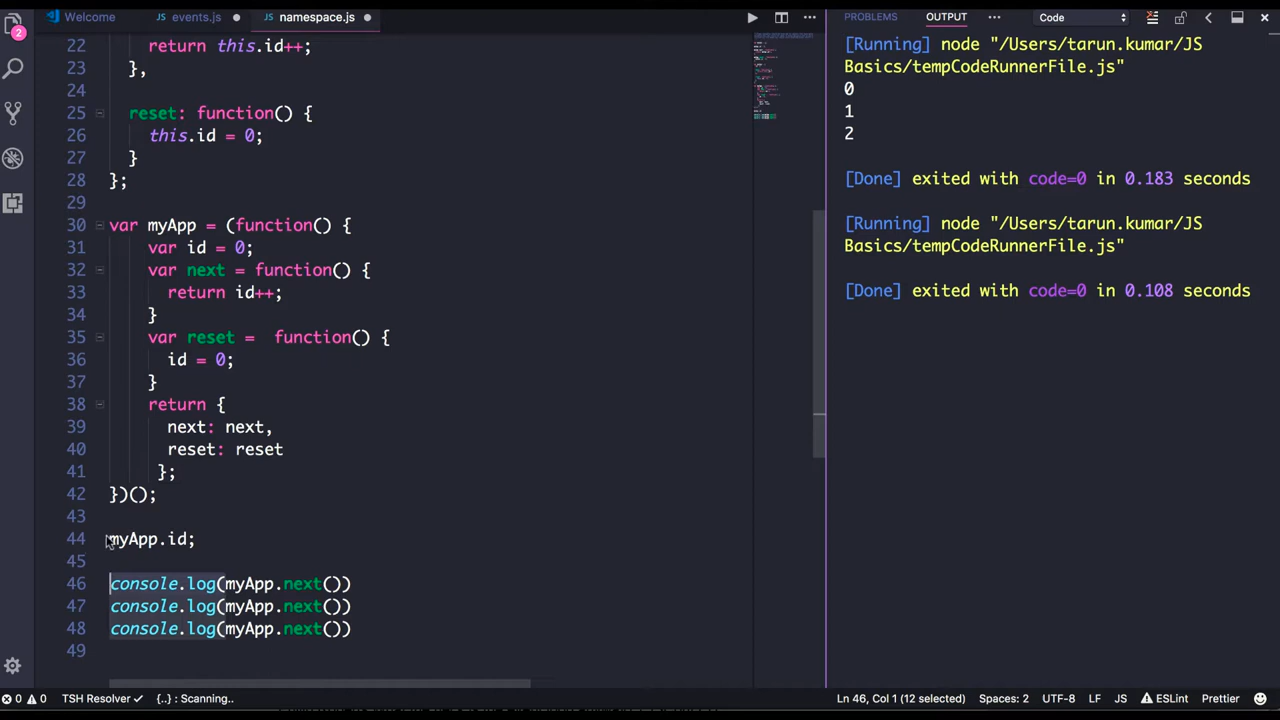 Welcome JS events.js JS namespace.js
PROBLEMS OUTPUT ... Code
2
22 return this.id++;
23 },
24
25 reset: function() {
26 this.id = 0;
27 }
28 };
29
30 var myApp = (function() {
31 var id = 0;
32 var next = function() {
33 return id++;
34 }
35 var reset =  function() {
36 id = 0;
37 }
38 return {
39 next: next,
40 reset: reset
41 };
42 })();
43
44 myApp.id;
45
46 console.log(myApp.next())
47 console.log(myApp.next())
48 console.log(myApp.next())
49
[Running] node "/Users/tarun.kumar/JS
Basics/tempCodeRunnerFile.js"
0
1
2
[Done] exited with code=0 in 0.183 seconds
[Running] node "/Users/tarun.kumar/JS
Basics/tempCodeRunnerFile.js"
[Done] exited with code=0 in 0.108 seconds
0 0 TSH Resolver ✓ {..} : Scanning.. Ln 46, Col 1 (12 selected) Spaces: 2 UTF-8 LF JS ESLint Prettier